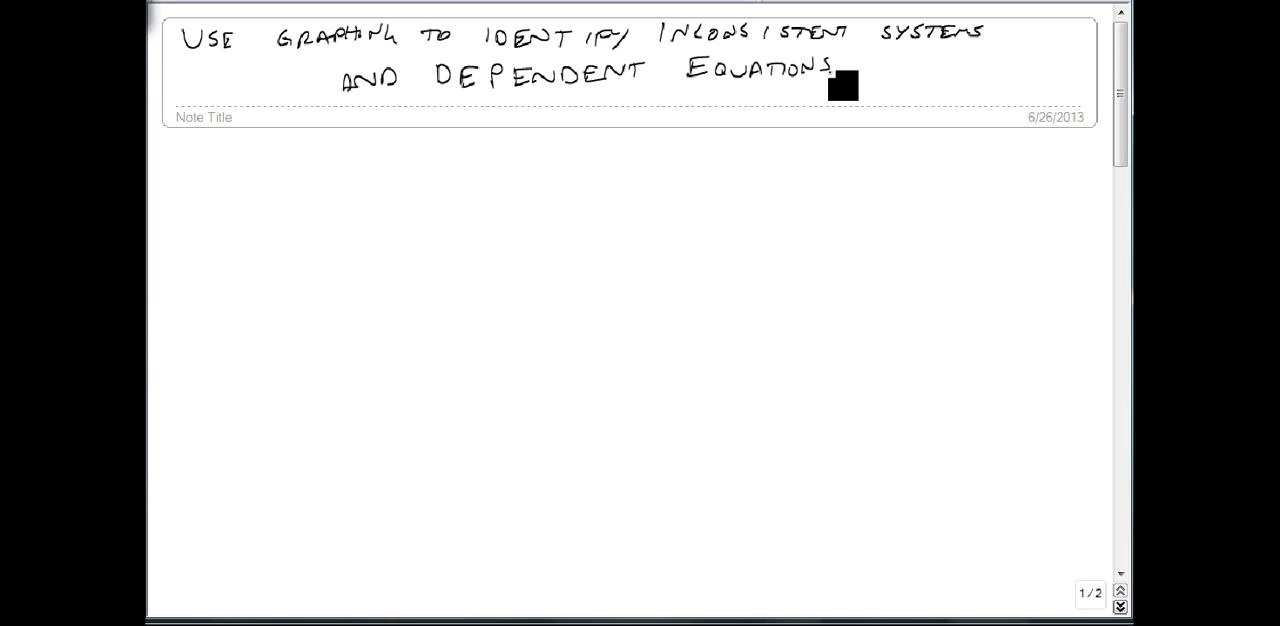 USE GRAPHING TO IDENTIFY INCONSISTENT SYSTEMS
AND DEPENDENT EQUATIONS.
Note Title
6/26/2013
1 / 2